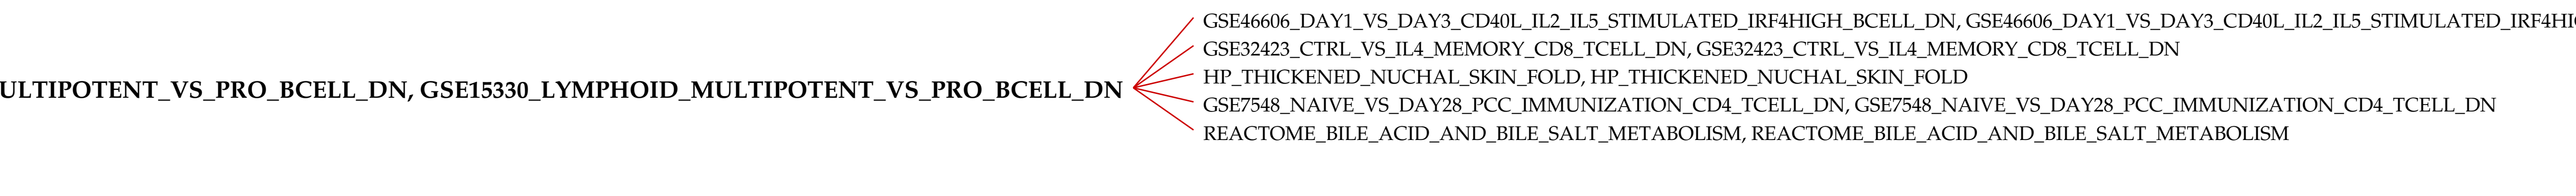 GSE46606_DAY1_VS_DAY3_CD40L_IL2_IL5_STIMULATED_IRF4HIGH_BCELL_DN, GSE46606_DAY1_VS_DAY3_CD40L_IL2_IL5_STIMULATED_IRF4HI
GSE32423_CTRL_VS_IL4_MEMORY_CD8_TCELL_DN, GSE32423_CTRL_VS_IL4_MEMORY_CD8_TCELL_DN
HP_THICKENED_NUCHAL_SKIN_FOLD, HP_THICKENED_NUCHAL_SKIN_FOLD
ULTIPOTENT_VS_PRO_BCELL_DN, GSE15330_LYMPHOID_MULTIPOTENT_VS_PRO_BCELL_DN
GSE7548_NAIVE_VS_DAY28_PCC_IMMUNIZATION_CD4_TCELL_DN, GSE7548_NAIVE_VS_DAY28_PCC_IMMUNIZATION_CD4_TCELL_DN
REACTOME_BILE_ACID_AND_BILE_SALT_METABOLISM, REACTOME_BILE_ACID_AND_BILE_SALT_METABOLISM